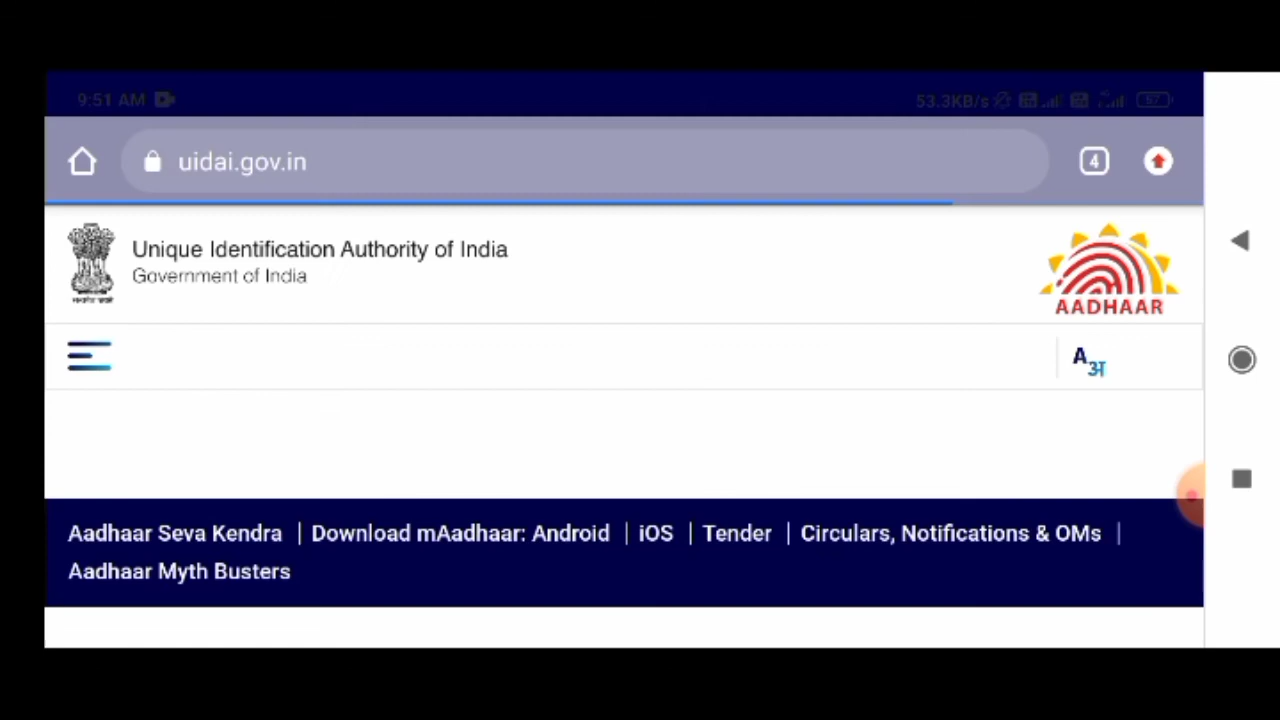 9:51 AM
53.3KB/s
57
uidai.gov.in
4
Unique Identification Authority of India
Government of India
AADHAAR
A अ
Aadhaar Seva Kendra | Download mAadhaar: Android | iOS | Tender | Circulars, Notifications & OMs |
Aadhaar Myth Busters